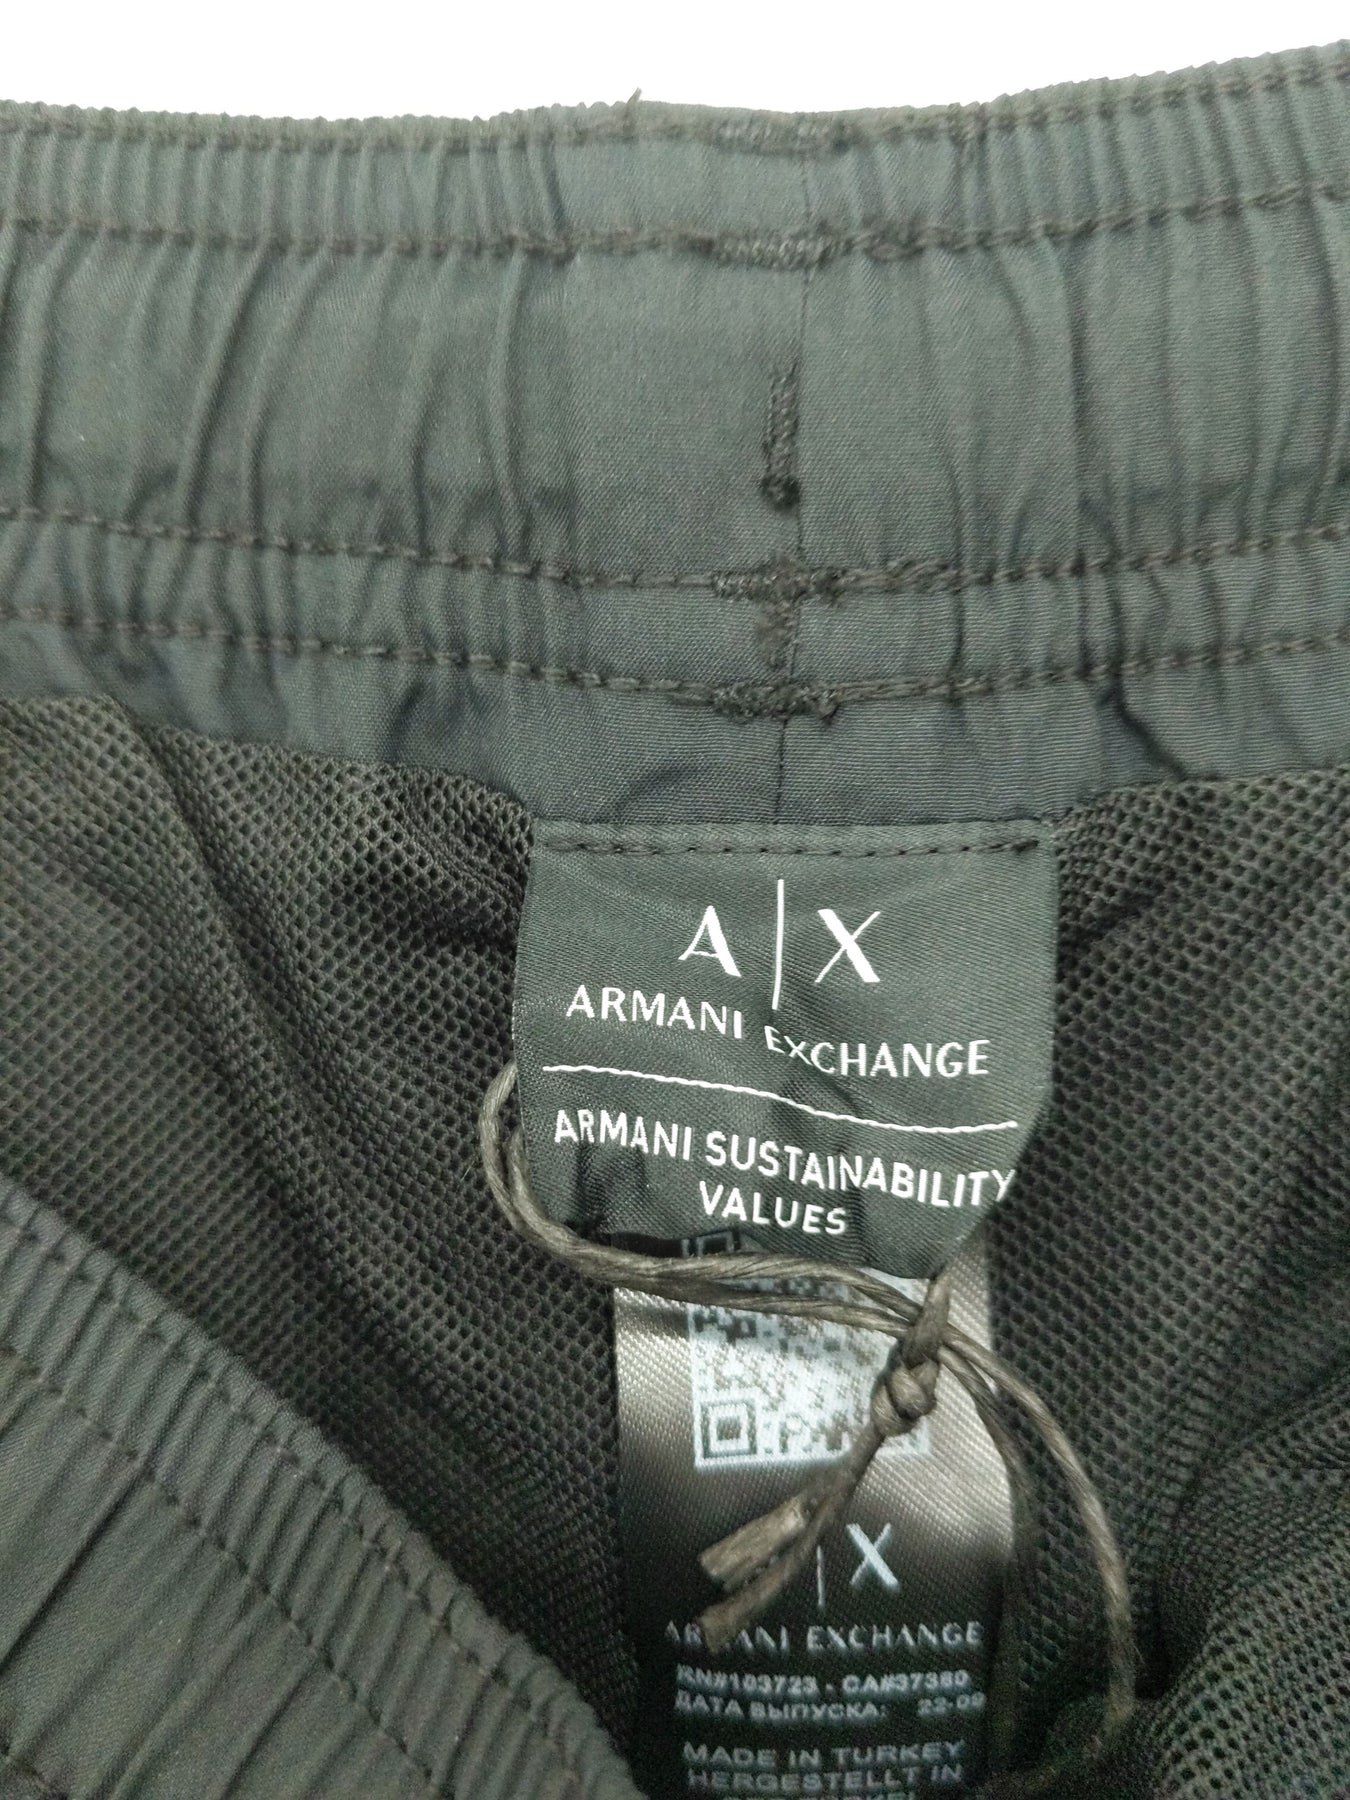 A|X
ARMANI EXCHANGE
ARMANI SUSTAINABILITY
VALUES
X
ARMANI EXCHANGE
RN#103723 - CA#37380
ДАТА ВЫПУСКА: 22-09
MADE IN TURKEY
HERGESTELLT IN